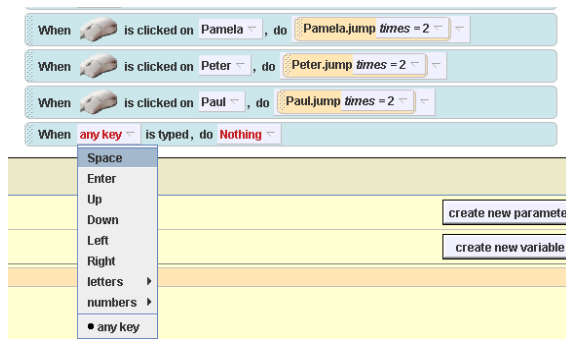 When is clicked on Pamela , do Pamela.jump times = 2
When is clicked on Peter , do Peter.jump times = 2
When is clicked on Paul , do Paul.jump times = 2
When any key is typed , do Nothing
Space
Enter
Up
Down
Left
Right
letters
numbers
any key
create new paramete
create new variable